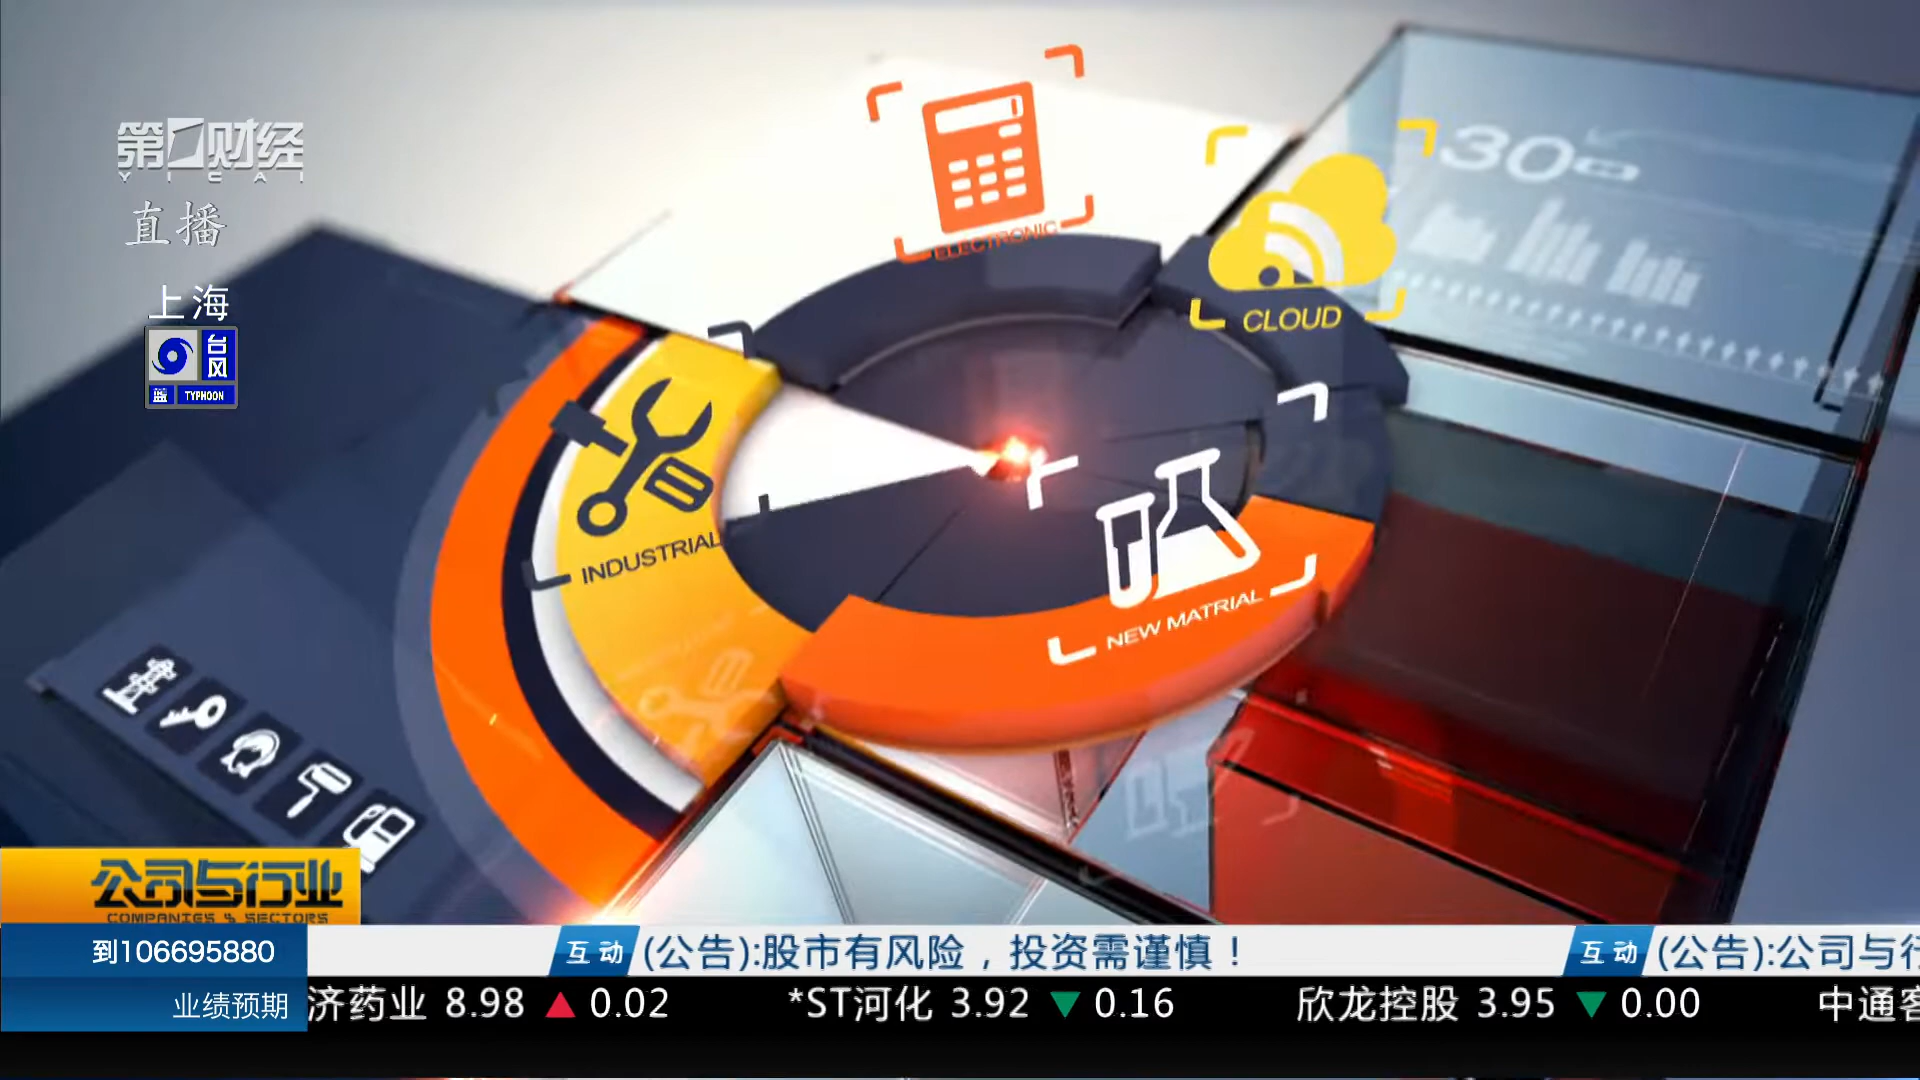 第一财经
YICAI
直播
上海
台风
蓝 TYPHOON
ELECTRONIC
30
CLOUD
INDUSTRIAL
NEW MATRIAL
公司与行业
COMPANIES & SECTORS
到106695880 互动 (公告):股市有风险，投资需谨慎！ 互动 (公告):公司与行
业绩预期 济药业 8.98 ▲ 0.02 *ST河化 3.92 ▼ 0.16 欣龙控股 3.95 ▼ 0.00 中通客